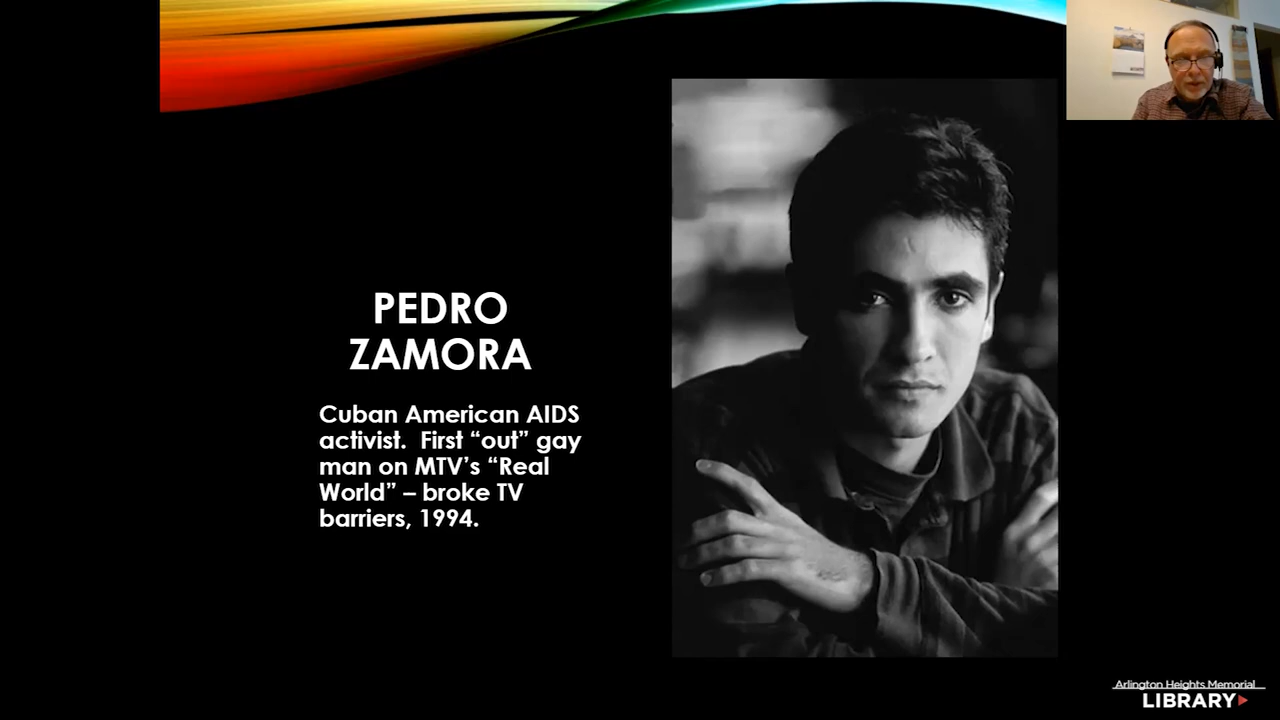 PEDRO
ZAMORA
Cuban American AIDS
activist.  First “out” gay
man on MTV’s “Real
World” – broke TV
barriers, 1994.
Arlington Heights Memorial
LIBRARY